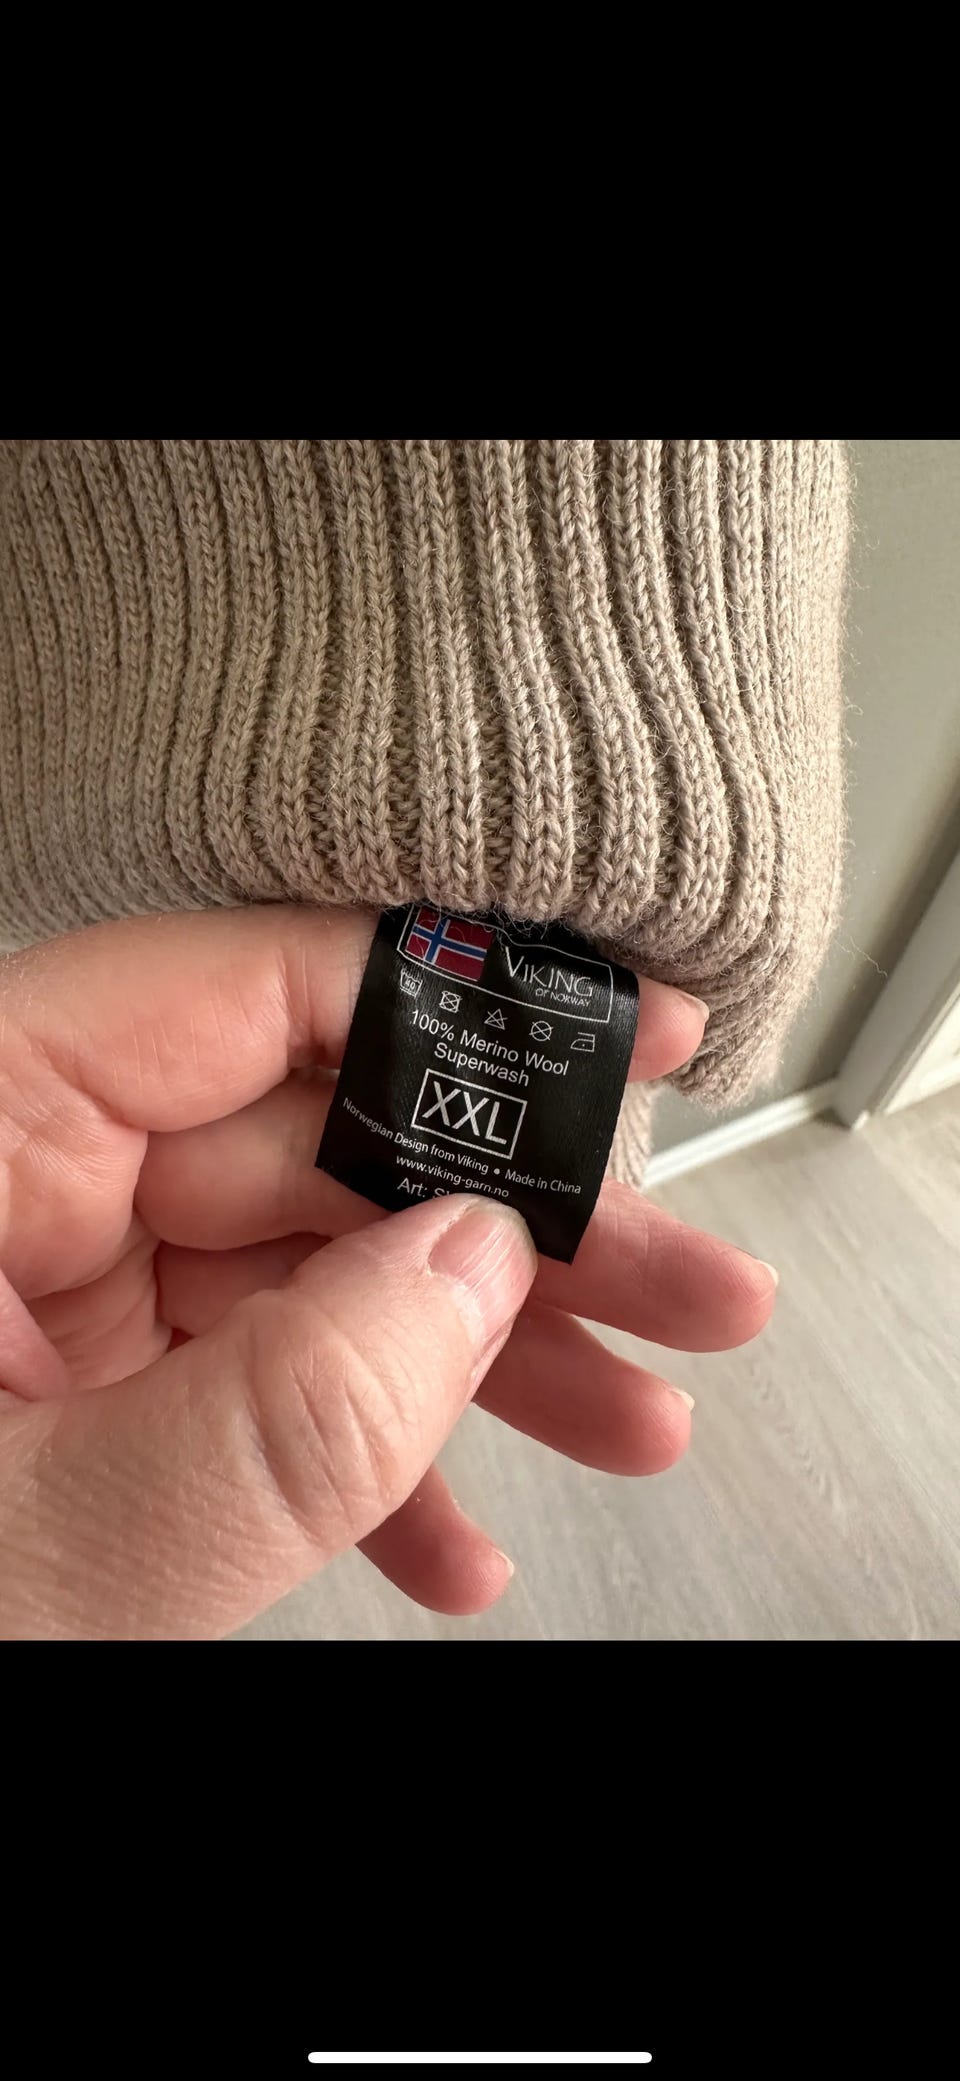 VIKING
OF NORWAY
40
100% Merino Wool
Superwash
XXL
Norwegian Design from Viking • Made in China
www.viking-garn.no
Art: